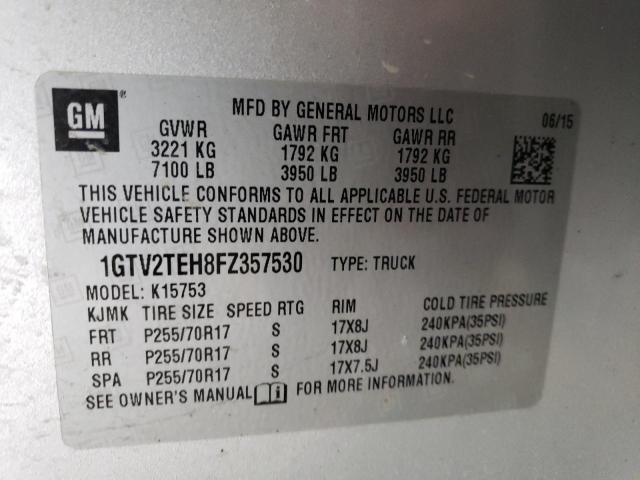 GM
MFD BY GENERAL MOTORS LLC 06/15
GVWR GAWR FRT GAWR RR
3221 KG 1792 KG 1792 KG
7100 LB 3950 LB 3950 LB
THIS VEHICLE CONFORMS TO ALL APPLICABLE U.S. FEDERAL MOTOR
VEHICLE SAFETY STANDARDS IN EFFECT ON THE DATE OF
MANUFACTURE SHOWN ABOVE.
1GTV2TEH8FZ357530 TYPE: TRUCK
MODEL: K15753
KJMK TIRE SIZE SPEED RTG RIM COLD TIRE PRESSURE
FRT P255/70R17 S 17X8J 240KPA(35PSI)
RR P255/70R17 S 17X8J 240KPA(35PSI)
SPA P255/70R17 S 17X7.5J 240KPA(35PSI)
SEE OWNER'S MANUAL i FOR MORE INFORMATION.